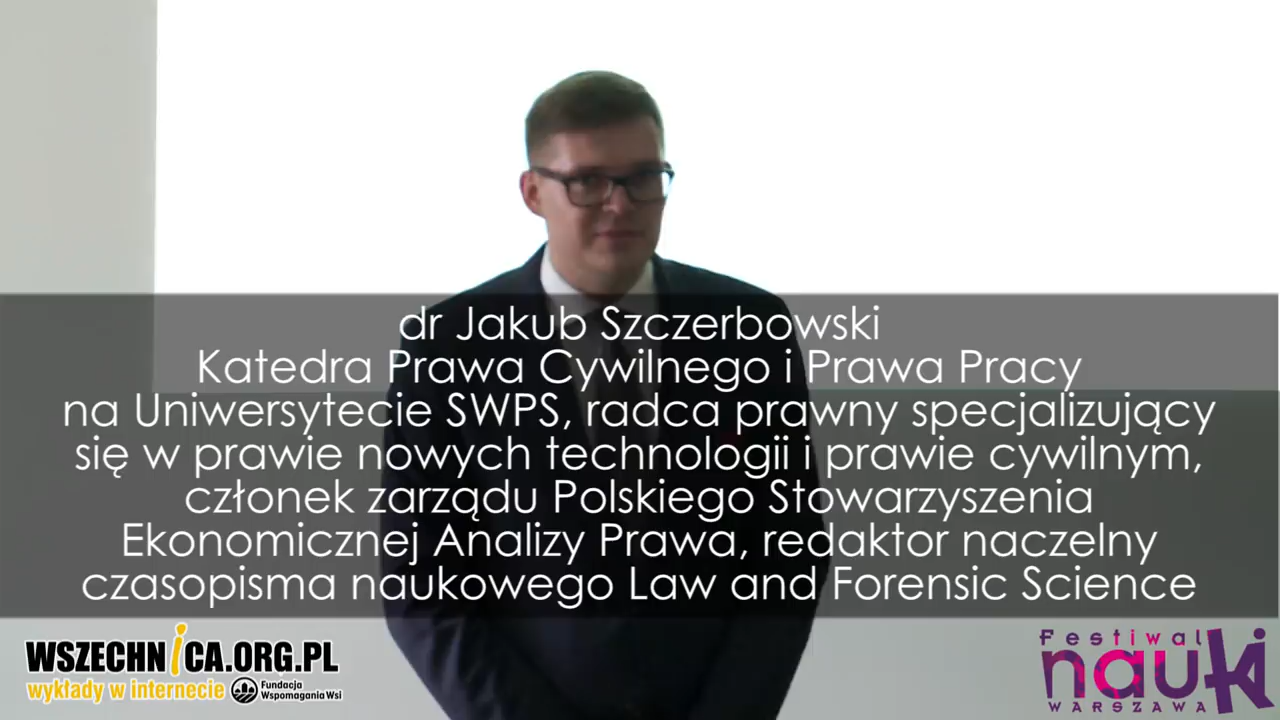 dr Jakub Szczerbowski
Katedra Prawa Cywilnego i Prawa Pracy
na Uniwersytecie SWPS, radca prawny specjalizujący
się w prawie nowych technologii i prawie cywilnym,
członek zarządu Polskiego Stowarzyszenia
Ekonomicznej Analizy Prawa, redaktor naczelny
czasopisma naukowego Law and Forensic Science
WSZECHNiCA.ORG.PL
wykłady w internecie
Fundacja
Wspomagania Wsi
Festiwal
nauki
WARSZAWA